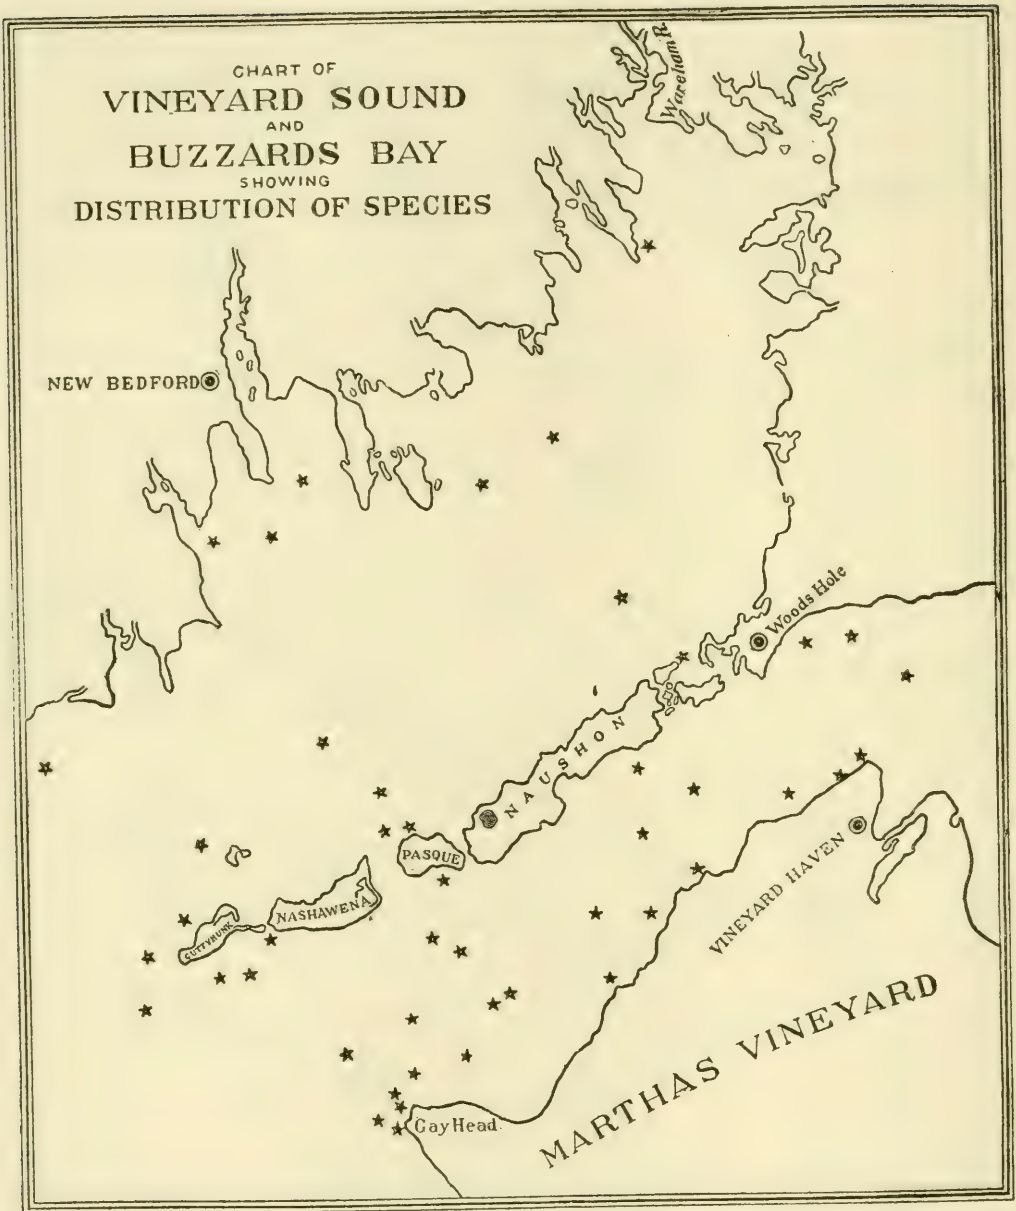 CHART OF
VINEYARD SOUND
AND
BUZZARDS BAY
SHOWING
DISTRIBUTION OF SPECIES
Wareham R.
NEW BEDFORD
Woods Hole
NAUSHON
PASQUE
NASHAWENA
CUTTYHUNK
VINEYARD HAVEN
MARTHAS VINEYARD
Gay Head